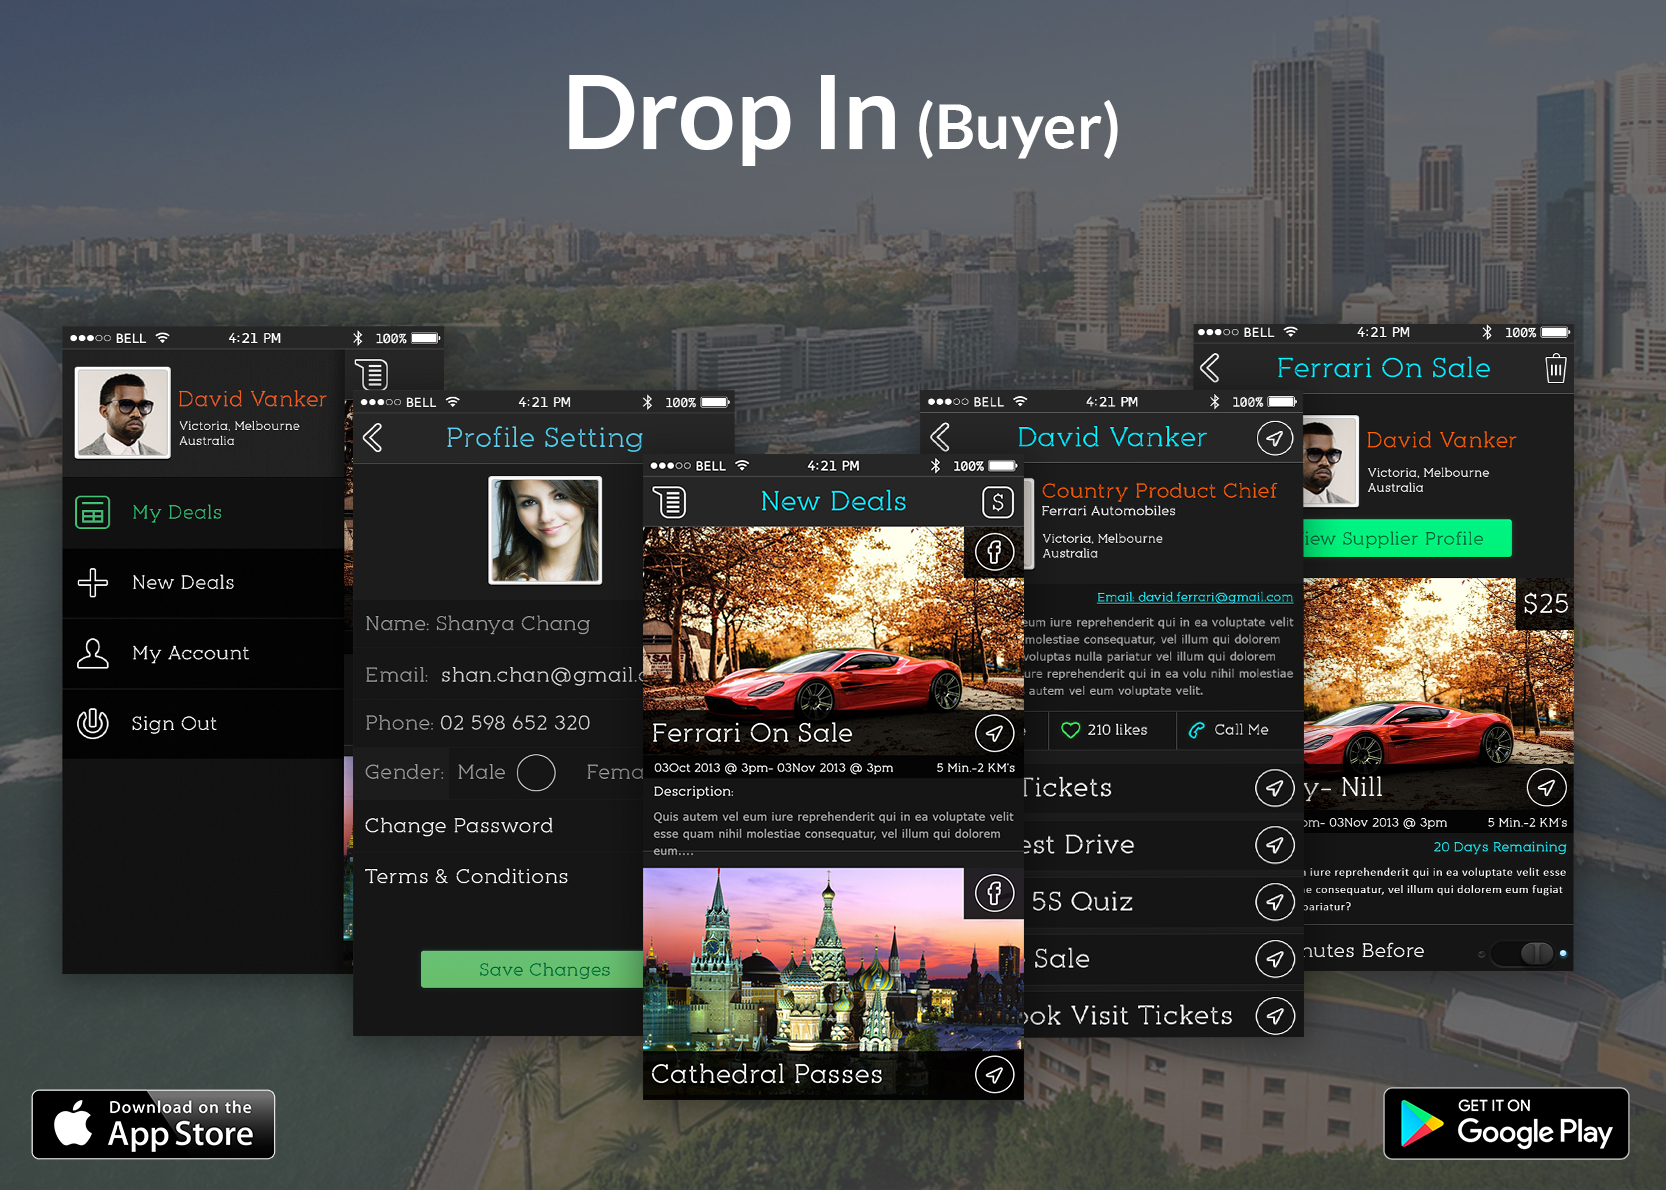 Drop In (Buyer)
BELL 4:21 PM 100%
David Vanker
Victoria, Melbourne
Australia
My Deals
New Deals
My Account
Sign Out
BELL 4:21 PM 100%
Profile Setting
Name: Shanya Chang
Email: shan.chan@gmail.
Phone: 02 598 652 320
Gender: Male Fema
Change Password
Terms & Conditions
Save Changes
BELL 4:21 PM 100%
New Deals
$
f
Ferrari On Sale
03Oct 2013 @ 3pm- 03Nov 2013 @ 3pm 5 Min.-2 KM's
Description:
Quis autem vel eum iure reprehenderit qui in ea voluptate velit
esse quam nihil molestiae consequatur, vel illum qui dolorem
eum....
f
Cathedral Passes
BELL 4:21 PM 100%
David Vanker
Country Product Chief
Ferrari Automobiles
Victoria, Melbourne
Australia
Email: david.ferrari@gmail.com
eum iure reprehenderit qui in ea voluptate velit
molestiae consequatur, vel illum qui dolorem
voluptas nulla pariatur vel illum qui dolorem
ure reprehenderit qui in ea volu nihil molestiae
autem vel eum voluptate velit.
210 likes Call Me
Tickets
est Drive
5S Quiz
Sale
ook Visit Tickets
BELL 4:21 PM 100%
Ferrari On Sale
David Vanker
Victoria, Melbourne
Australia
iew Supplier Profile
$25
y- Nill
pm- 03Nov 2013 @ 3pm 5 Min.-2 KM's
20 Days Remaining
iure reprehenderit qui in ea voluptate velit esse
e consequatur, vel illum qui dolorem eum fugiat
pariatur?
nutes Before
Download on the
App Store
GET IT ON
Google Play